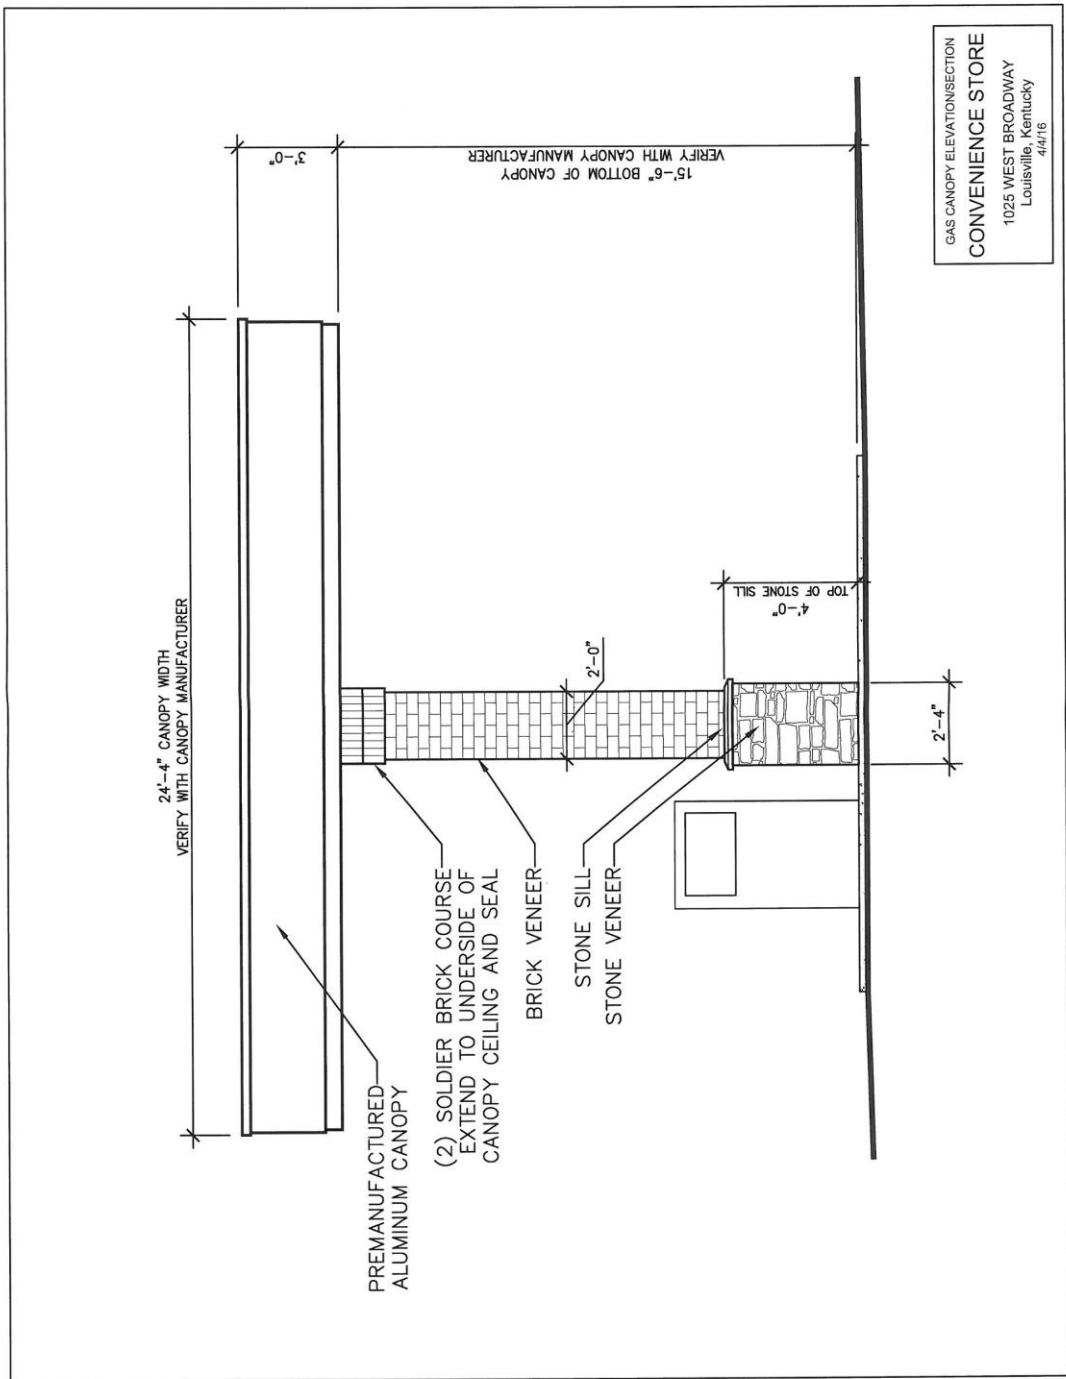 24'-4" CANOPY WIDTH
VERIFY WITH CANOPY MANUFACTURER
3'-0"
15'-6" BOTTOM OF CANOPY
VERIFY WITH CANOPY MANUFACTURER
PREMANUFACTURED
ALUMINUM CANOPY
(2) SOLDIER BRICK COURSE
EXTEND TO UNDERSIDE OF
CANOPY CEILING AND SEAL
BRICK VENEER
2'-0"
STONE SILL
STONE VENEER
4'-0"
TOP OF STONE SILL
2'-4"
GAS CANOPY ELEVATION/SECTION
CONVENIENCE STORE
1025 WEST BROADWAY
Louisville, Kentucky
4/4/16